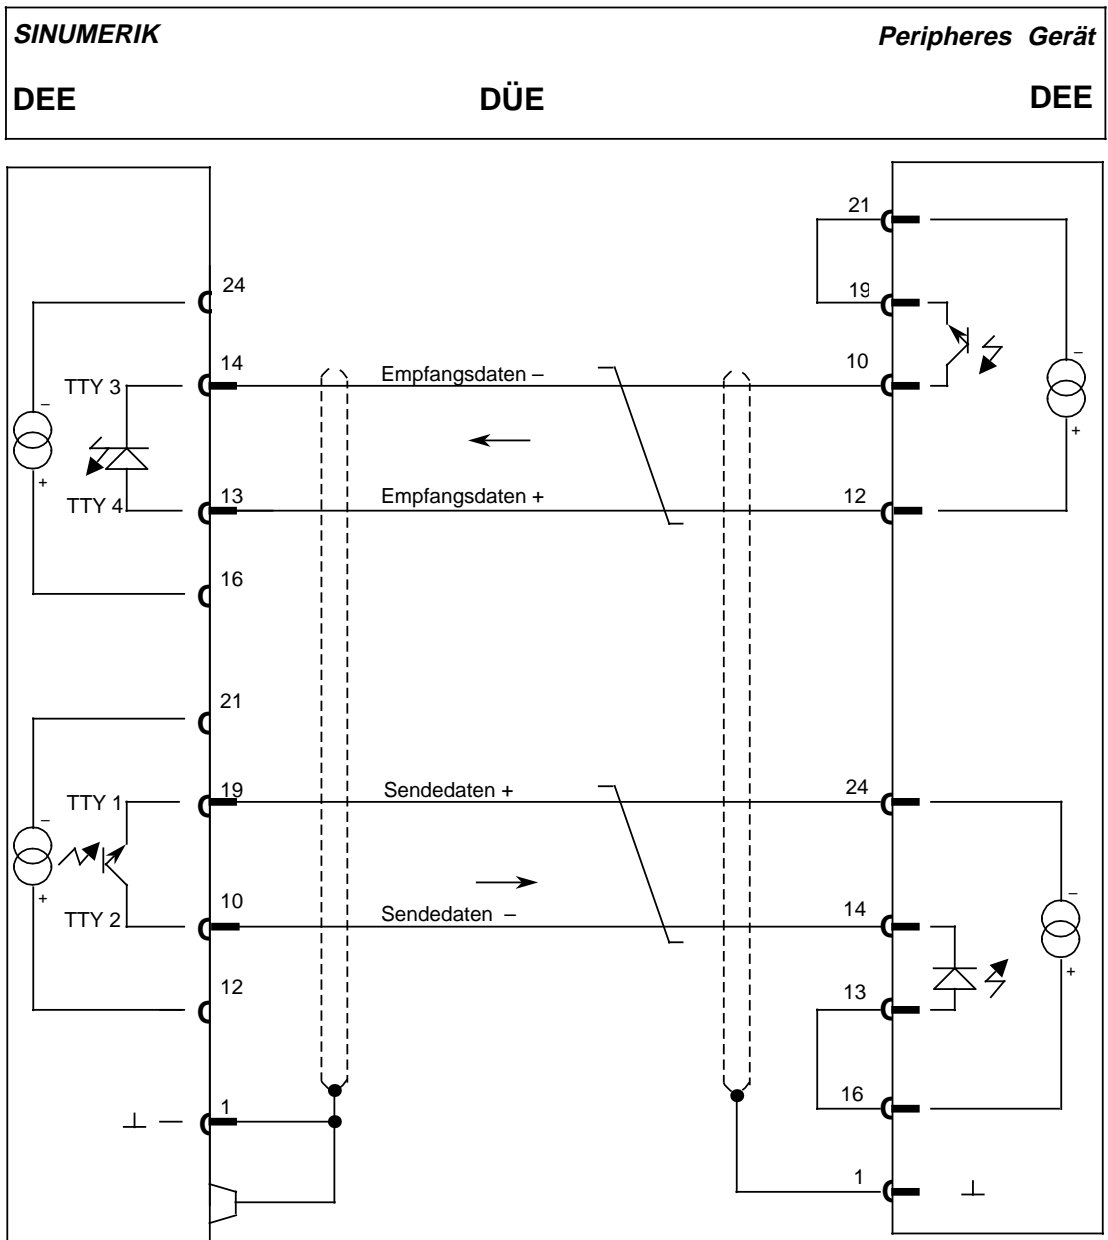 SINUMERIK Peripheres Gerät
DEE DÜE DEE
21
24
19
14
10
TTY 3
Empfangsdaten –
–
–
+
+
TTY 4
13
Empfangsdaten +
12
16
21
TTY 1
19
Sendedaten +
24
–
–
+
+
TTY 2
10
Sendedaten –
14
12
13
16
1
1